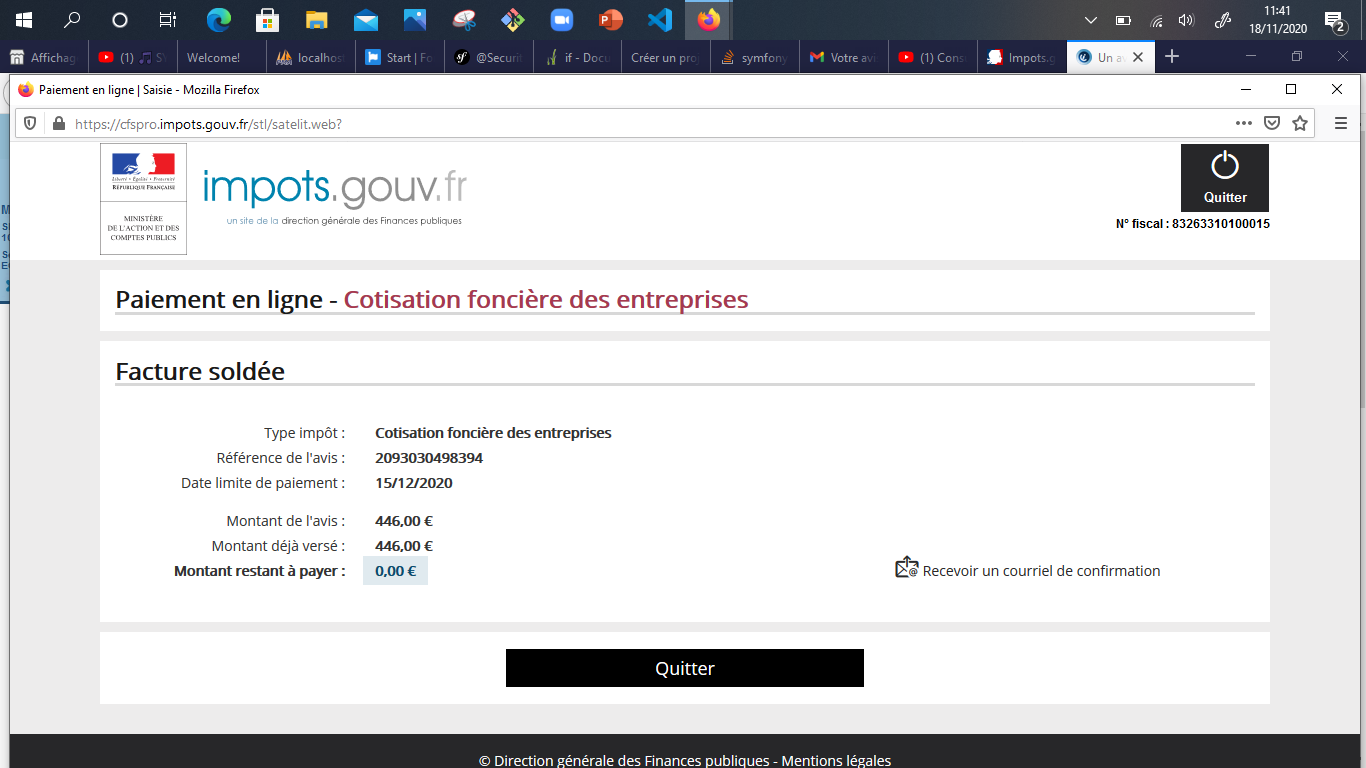 11:41
18/11/2020
2
Affichag
(1)
Welcome!
localhos
Start | Fo
@Securit
if - Docu
Créer un pro
symfony
Votre avi
(1) Cons
Impots.g
Un av
Paiement en ligne | Saisie - Mozilla Firefox
https://cfspro.impots.gouv.fr/stl/satelit.web?
Liberté • Égalité • Fraternité
RÉPUBLIQUE FRANÇAISE
MINISTÈRE
DE L'ACTION ET DES
COMPTES PUBLICS
impots.gouv.fr
un site de la direction générale des Finances publiques
Quitter
N° fiscal : 83263310100015
Paiement en ligne - Cotisation foncière des entreprises
Facture soldée
Type impôt : Cotisation foncière des entreprises
Référence de l'avis : 2093030498394
Date limite de paiement : 15/12/2020
Montant de l'avis : 446,00 €
Montant déjà versé : 446,00 €
Montant restant à payer : 0,00 €
Recevoir un courriel de confirmation
Quitter
© Direction générale des Finances publiques - Mentions légales